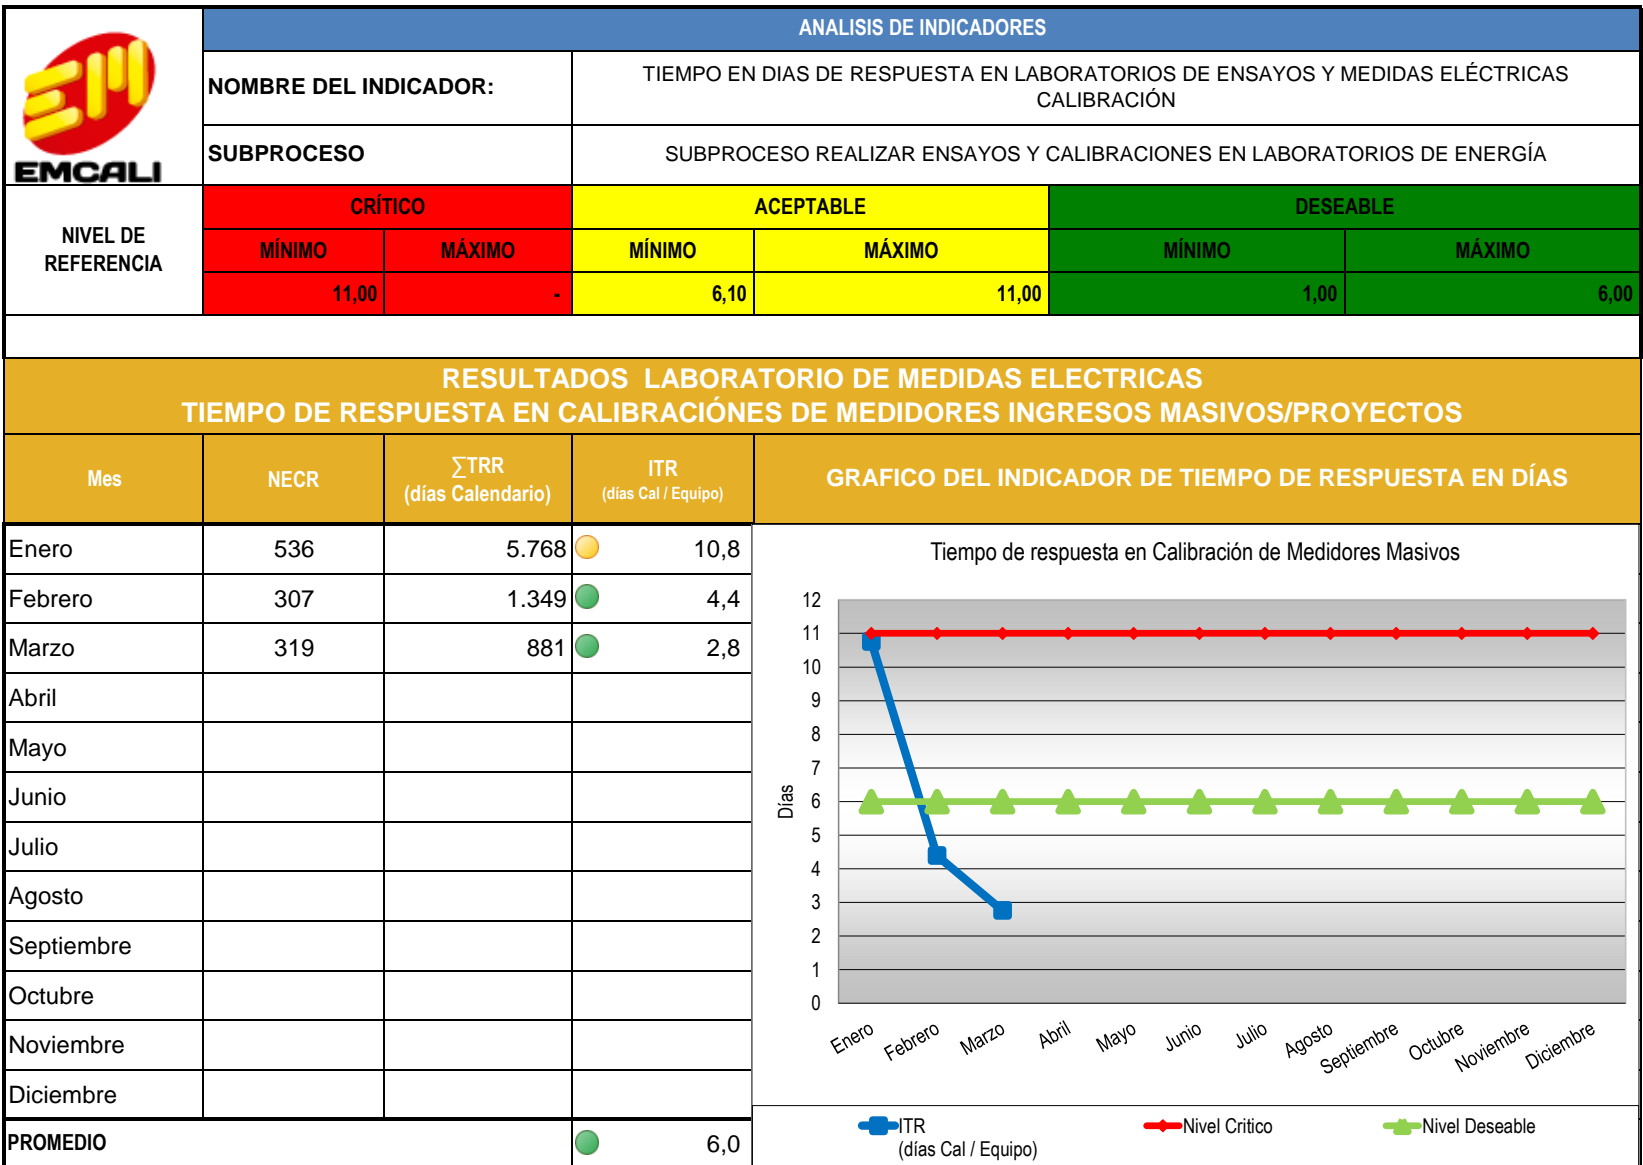 EMCALI
ANALISIS DE INDICADORES
NOMBRE DEL INDICADOR:
TIEMPO EN DIAS DE RESPUESTA EN LABORATORIOS DE ENSAYOS Y MEDIDAS ELÉCTRICAS
CALIBRACIÓN
SUBPROCESO
SUBPROCESO REALIZAR ENSAYOS Y CALIBRACIONES EN LABORATORIOS DE ENERGÍA
NIVEL DE
REFERENCIA
CRÍTICO ACEPTABLE DESEABLE
MÍNIMO MÁXIMO MÍNIMO MÁXIMO MÍNIMO MÁXIMO
11,00 - 6,10 11,00 1,00 6,00
RESULTADOS LABORATORIO DE MEDIDAS ELECTRICAS
TIEMPO DE RESPUESTA EN CALIBRACIÓNES DE MEDIDORES INGRESOS MASIVOS/PROYECTOS
Mes
NECR
∑TRR
(días Calendario)
ITR
(días Cal / Equipo)
GRAFICO DEL INDICADOR DE TIEMPO DE RESPUESTA EN DÍAS
Enero 536 5.768 10,8
Febrero 307 1.349 4,4
Marzo 319 881 2,8
Abril
Mayo
Junio
Julio
Agosto
Septiembre
Octubre
Noviembre
Diciembre
PROMEDIO 6,0
Tiempo de respuesta en Calibración de Medidores Masivos
Días
12
11
10
9
8
7
6
5
4
3
2
1
0
Enero Febrero Marzo Abril Mayo Junio Julio Agosto Septiembre Octubre Noviembre Diciembre
ITR
(días Cal / Equipo)
Nivel Critico
Nivel Deseable